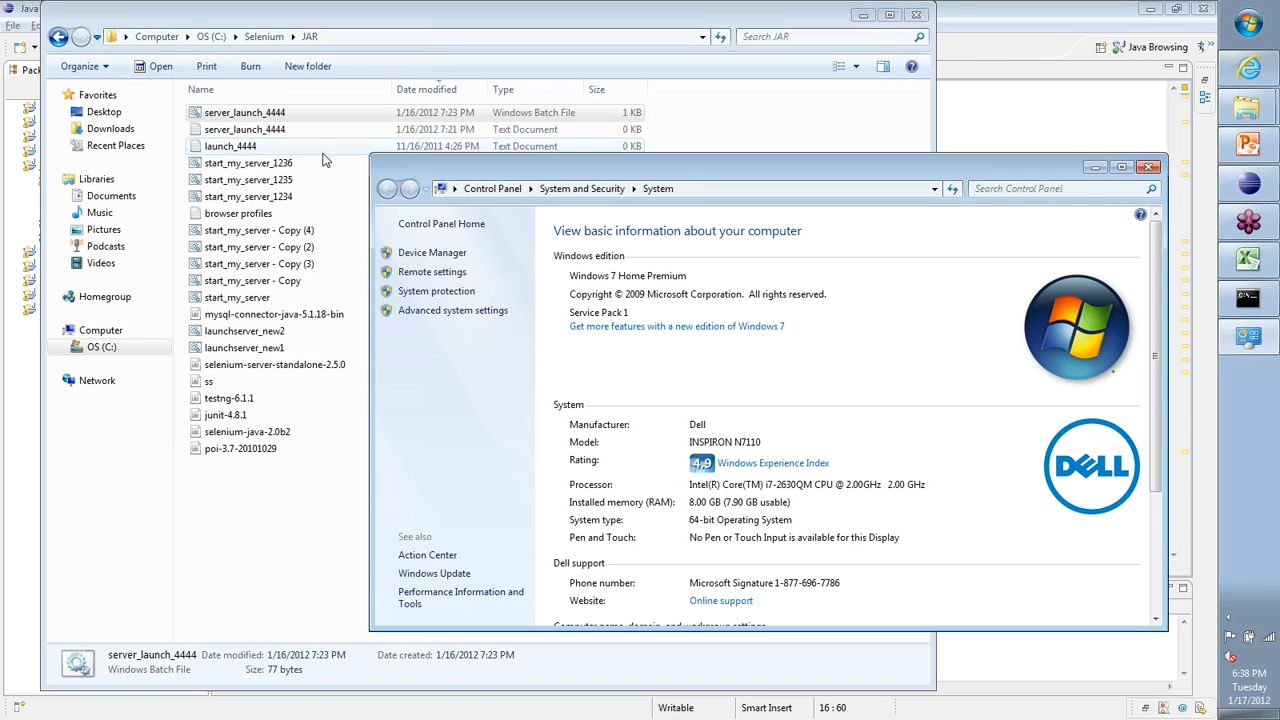 Java
File
Ec
Pack
Java Browsing
Computer
OS (C:)
Selenium
JAR
Search JAR
Organize
Open
Print
Burn
New folder
Favorites
Desktop
Downloads
Recent Places
Libraries
Documents
Music
Pictures
Podcasts
Videos
Homegroup
Computer
OS (C:)
Network
Name
Date modified
Type
Size
server_launch_4444 1/16/2012 7:23 PM Windows Batch File 1 KB
server_launch_4444 1/16/2012 7:21 PM Text Document 0 KB
launch_4444 11/16/2011 4:26 PM Text Document 0 KB
start_my_server_1236
start_my_server_1235
start_my_server_1234
browser profiles
start_my_server - Copy (4)
start_my_server - Copy (2)
start_my_server - Copy (3)
start_my_server - Copy
start_my_server
mysql-connector-java-5.1.18-bin
launchserver_new2
launchserver_new1
selenium-server-standalone-2.5.0
ss
testng-6.1.1
junit-4.8.1
selenium-java-2.0b2
poi-3.7-20101029
server_launch_4444 Date modified: 1/16/2012 7:23 PM Date created: 1/16/2012 7:23 PM
Windows Batch File Size: 77 bytes
Control Panel
System and Security
System
Search Control Panel
Control Panel Home
Device Manager
Remote settings
System protection
Advanced system settings
See also
Action Center
Windows Update
Performance Information and
Tools
View basic information about your computer
Windows edition
Windows 7 Home Premium
Copyright © 2009 Microsoft Corporation. All rights reserved.
Service Pack 1
Get more features with a new edition of Windows 7
System
Manufacturer: Dell
Model: INSPIRON N7110
Rating: 4.9 Windows Experience Index
Processor: Intel(R) Core(TM) i7-2630QM CPU @ 2.00GHz 2.00 GHz
Installed memory (RAM): 8.00 GB (7.90 GB usable)
System type: 64-bit Operating System
Pen and Touch: No Pen or Touch Input is available for this Display
DELL
Dell support
Phone number: Microsoft Signature 1-877-696-7786
Website: Online support
Computer name, domain, and workgroup settings
Writable
Smart Insert
16 : 60
6:38 PM
Tuesday
1/17/2012